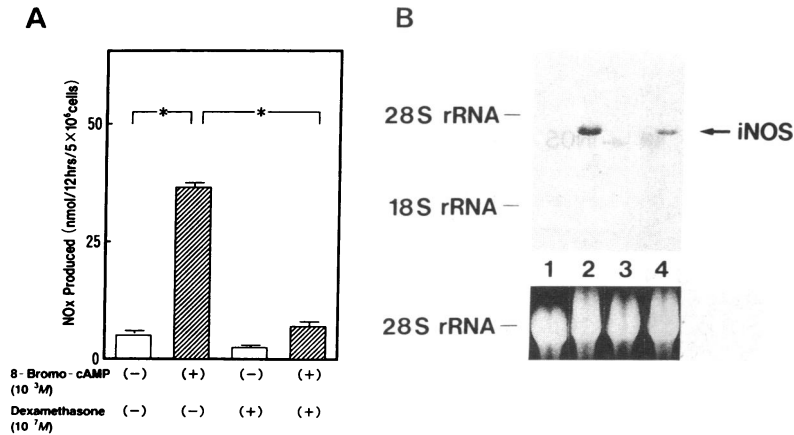 A
B
NOx Produced (nmol/12hrs/5×10⁶cells)
50
25
0
*
*
8-Bromo-cAMP (−) (+) (−) (+)
(10⁻³M)
Dexamethasone (−) (−) (+) (+)
(10⁻⁷M)
28S rRNA
iNOS
18S rRNA
1 2 3 4
28S rRNA